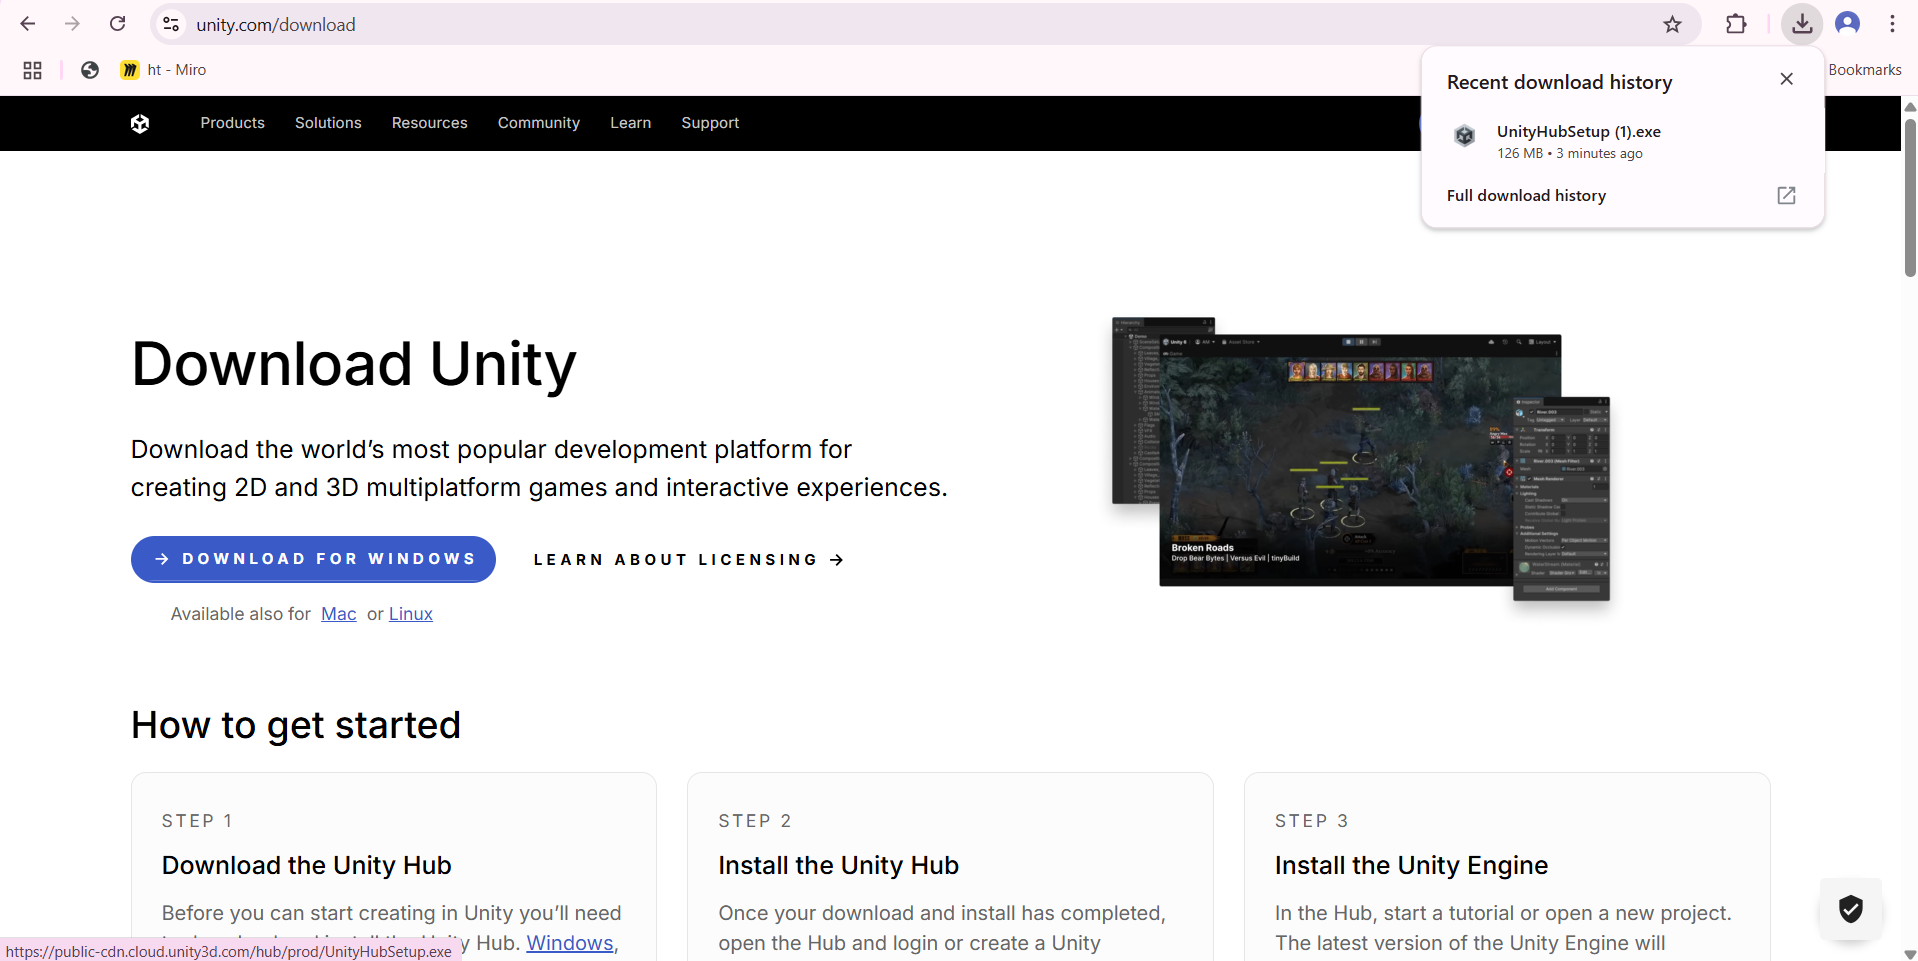 unity.com/download
ht - Miro
Bookmarks
Recent download history
UnityHubSetup (1).exe
126 MB • 3 minutes ago
Full download history
Products
Solutions
Resources
Community
Learn
Support
Download Unity
Download the world’s most popular development platform for
creating 2D and 3D multiplatform games and interactive experiences.
→ DOWNLOAD FOR WINDOWS
LEARN ABOUT LICENSING →
Available also for Mac or Linux
Broken Roads
Drop Bear Bytes | Versus Evil | tinyBuild
How to get started
STEP 1
Download the Unity Hub
Before you can start creating in Unity you’ll need
Hub. Windows,
STEP 2
Install the Unity Hub
Once your download and install has completed,
open the Hub and login or create a Unity
STEP 3
Install the Unity Engine
In the Hub, start a tutorial or open a new project.
The latest version of the Unity Engine will
https://public-cdn.cloud.unity3d.com/hub/prod/UnityHubSetup.exe